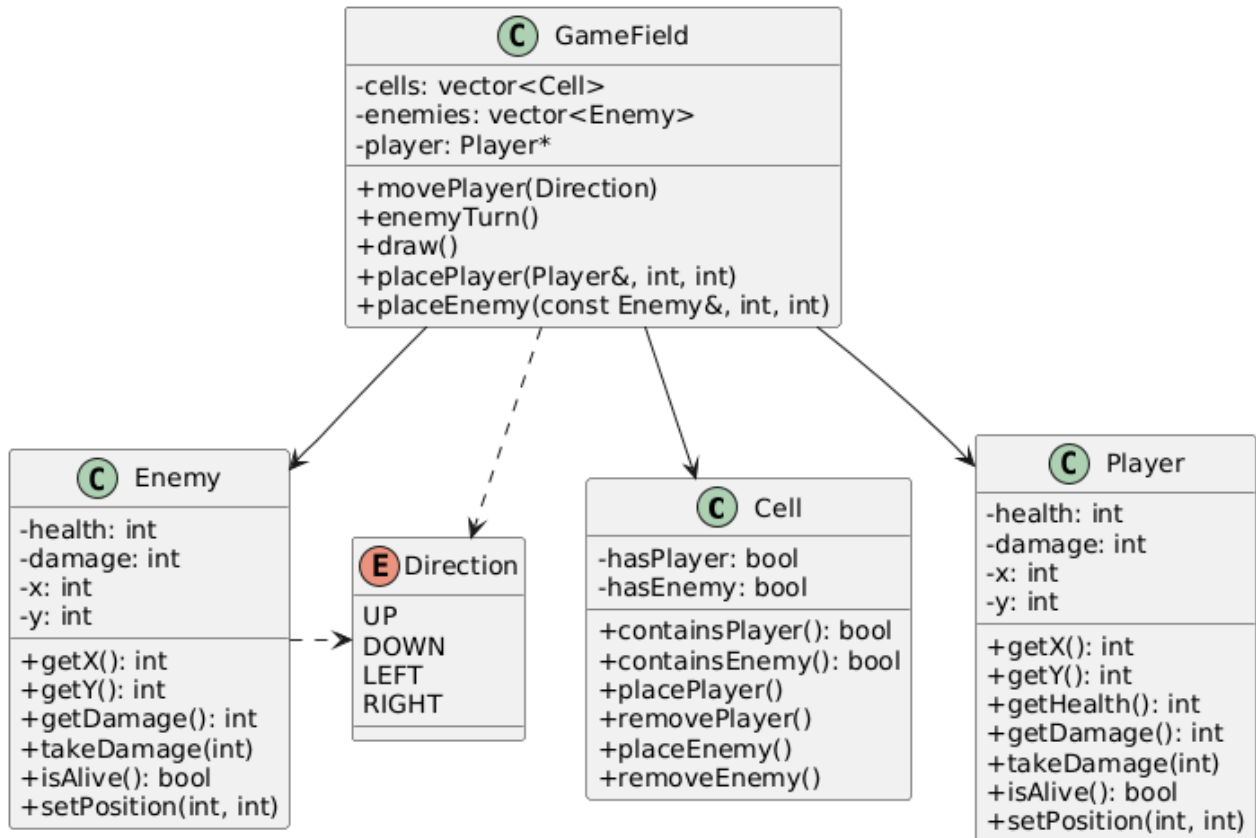 C GameField
-cells: vector<Cell>
-enemies: vector<Enemy>
-player: Player*
+movePlayer(Direction)
+enemyTurn()
+draw()
+placePlayer(Player&, int, int)
+placeEnemy(const Enemy&, int, int)
C Enemy
-health: int
-damage: int
-x: int
-y: int
+getX(): int
+getY(): int
+getDamage(): int
+takeDamage(int)
+isAlive(): bool
+setPosition(int, int)
E Direction
UP
DOWN
LEFT
RIGHT
C Cell
-hasPlayer: bool
-hasEnemy: bool
+containsPlayer(): bool
+containsEnemy(): bool
+placePlayer()
+removePlayer()
+placeEnemy()
+removeEnemy()
C Player
-health: int
-damage: int
-x: int
-y: int
+getX(): int
+getY(): int
+getHealth(): int
+getDamage(): int
+takeDamage(int)
+isAlive(): bool
+setPosition(int, int)